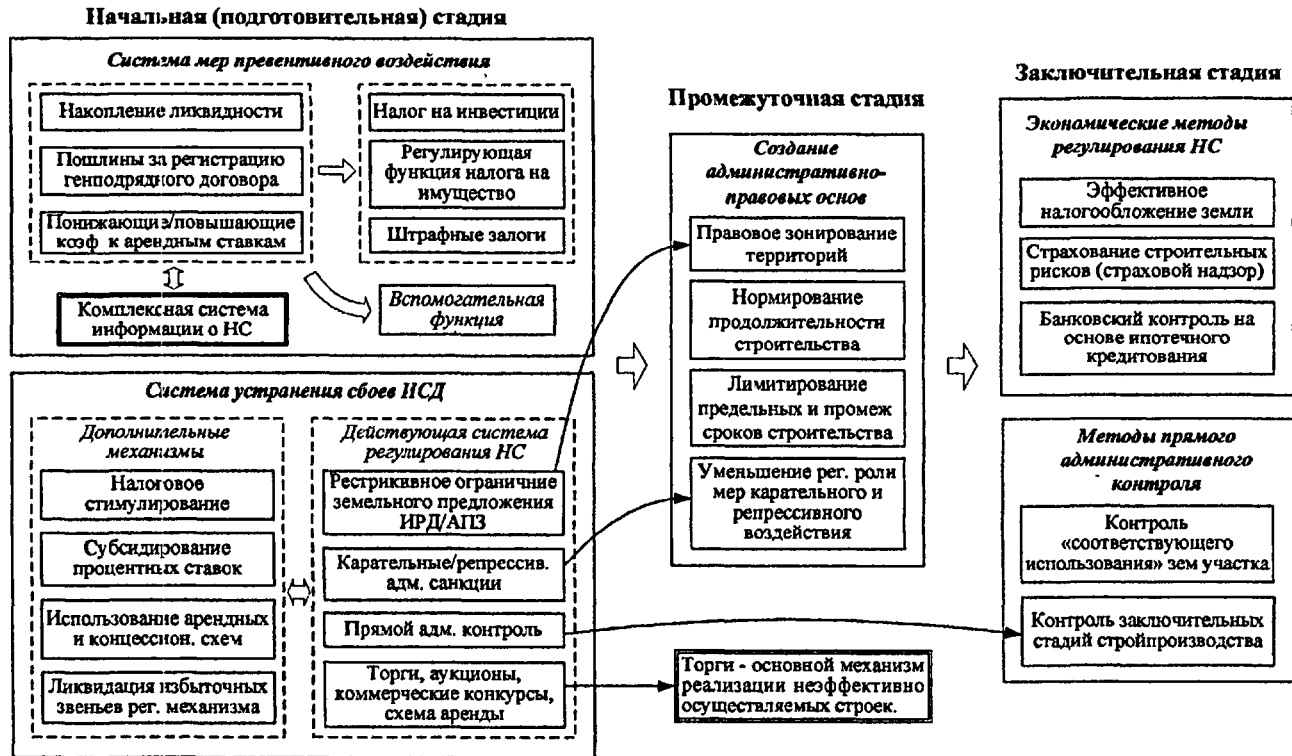 Начальная (подготовительная) стадия
Система мер превентивного воздействия
Накопление ликвидности
Пошлины за регистрацию
генподрядного договора
Понижающие/повышающие
коэф к арендным ставкам
Налог на инвестиции
Регулирующая
функция налога на
имущество
Штрафные залоги
Комплексная система
информации о НС
Вспомогательная
функция
Система устранения сбоев ИСД
Дополнительные
механизмы
Налоговое
стимулирование
Субсидирование
процентных ставок
Использование арендных
и концессион. схем
Ликвидация избыточных
звеньев рег. механизма
Действующая система
регулирования НС
Рестрикивное ограничние
земельного предложения
ИРД/АПЗ
Карательные/репрессив.
адм. санкции
Прямой адм. контроль
Торги, аукционы,
коммерческие конкурсы,
схема аренды
Промежуточная стадия
Создание
административно-
правовых основ
Правовое зонирование
территорий
Нормирование
продолжительности
строительства
Лимитирование
предельных и промеж
сроков строительства
Уменьшение рег. роли
мер карательного и
репрессивного
воздействия
Торги - основной механизм
реализации неэффективно
осуществляемых строек.
Заключительная стадия
Экономические методы
регулирования НС
Эффективное
налогообложение земли
Страхование строительных
рисков (страховой надзор)
Банковский контроль на
основе ипотечного
кредитования
Методы прямого
административного
контроля
Контроль
«соответствующего
использования» зем участка
Контроль заключительных
стадий стройпроизводства